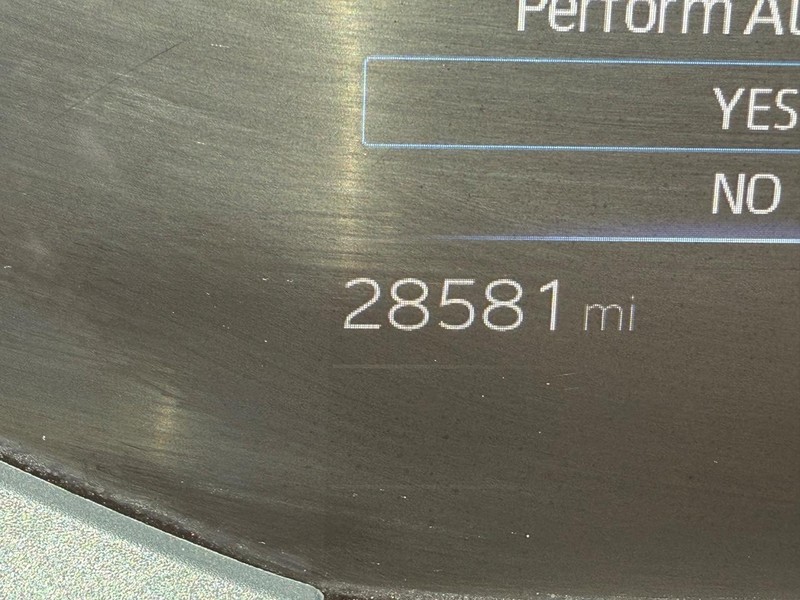 Perform
YES
NO
28581 mi